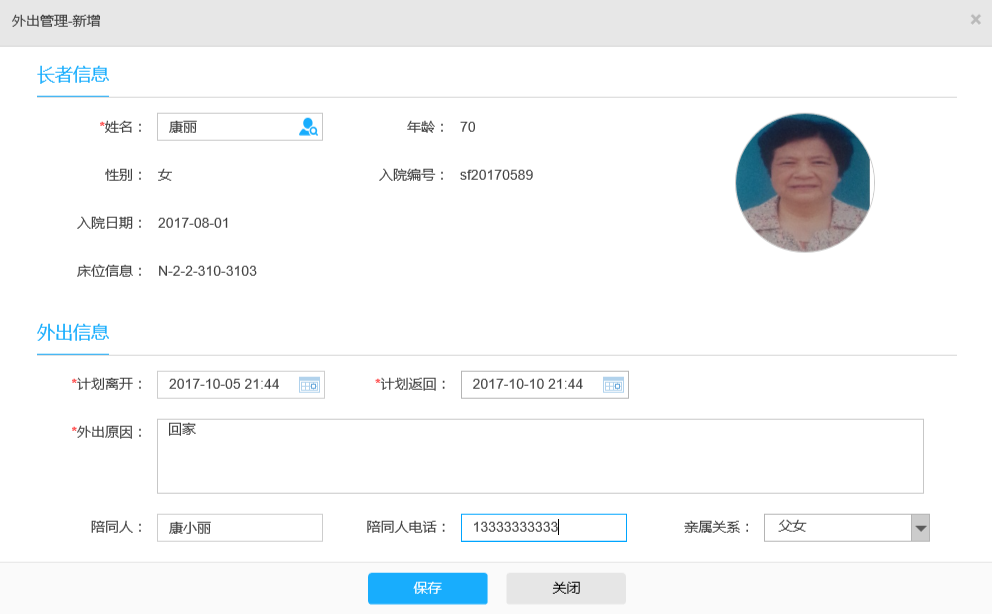 外出管理-新增
×
长者信息
*姓名： 康丽 年龄： 70
性别： 女 入院编号： sf20170589
入院日期： 2017-08-01
床位信息： N-2-2-310-3103
外出信息
*计划离开： 2017-10-05 21:44 *计划返回： 2017-10-10 21:44
*外出原因： 回家
陪同人： 康小丽 陪同人电话： 13333333333 亲属关系： 父女
保存 关闭